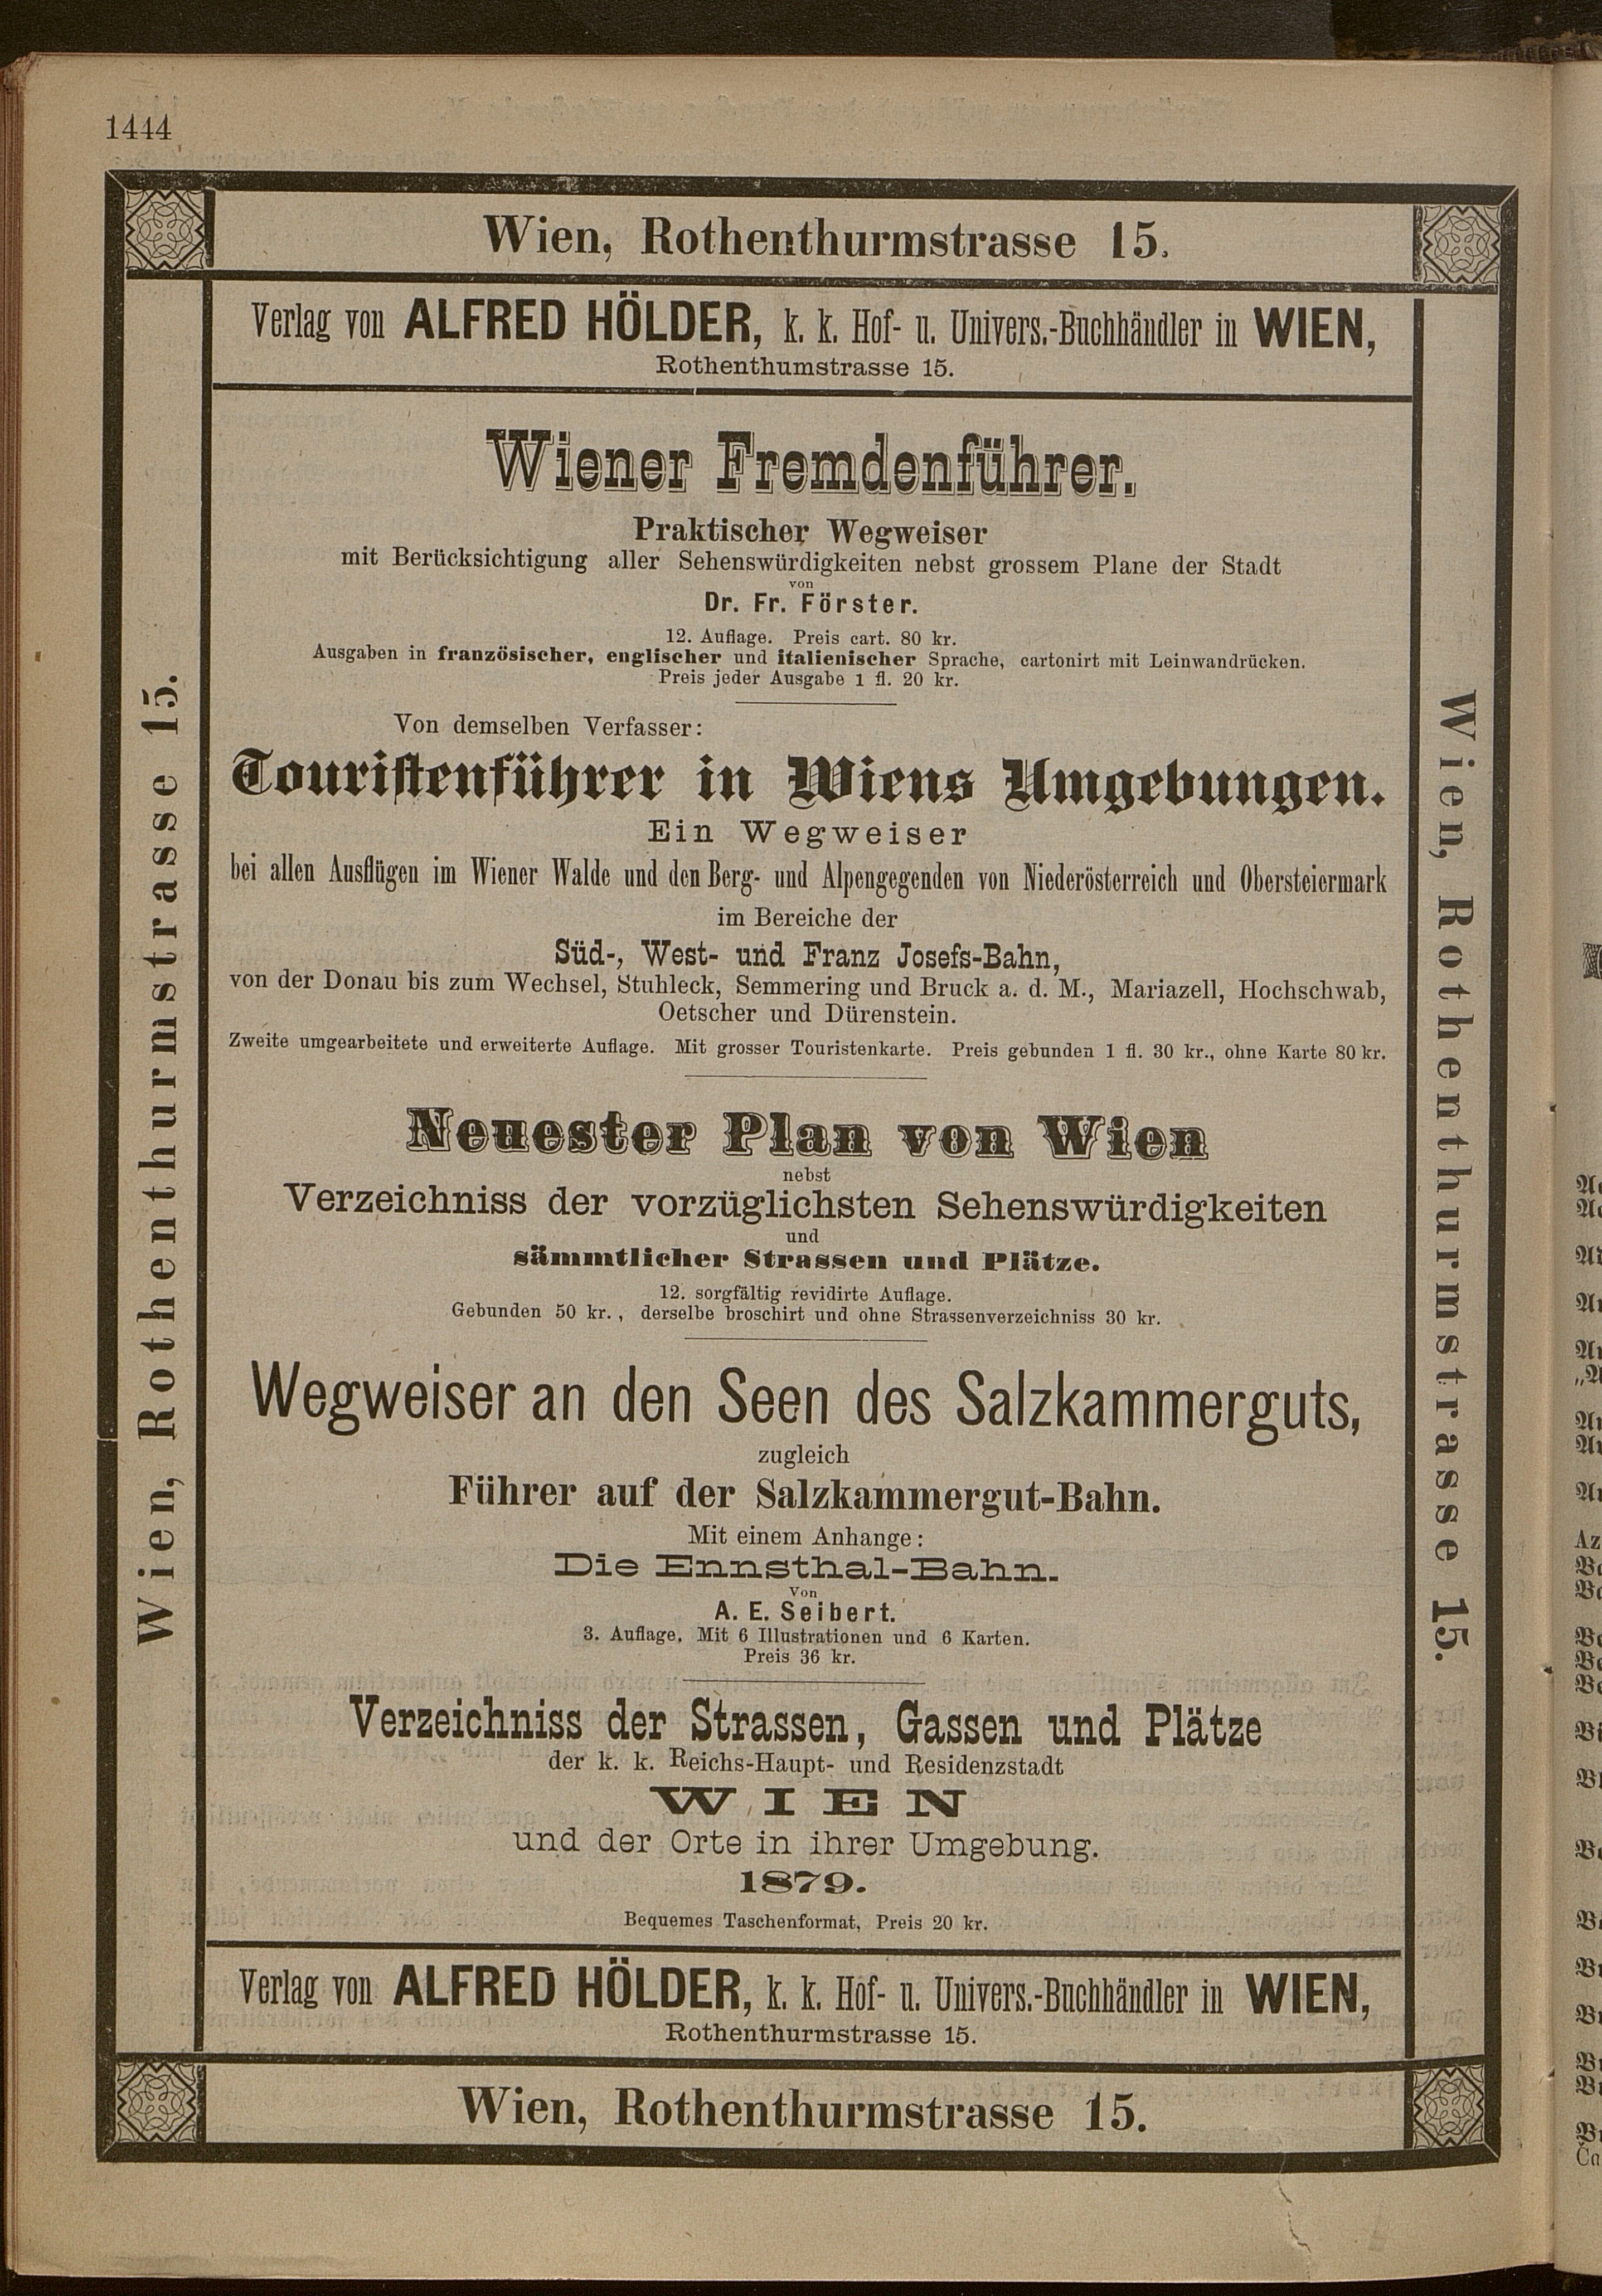 1444
Wien, Rothenthurmstrasse 15.
Verlag von ALFRED HÖLDER, k. k. Hof- u. Univers.-Buchhändler in WIEN,
Rothenthumstrasse 15.
Wien, Rothenthurmstrasse 15.
Wiener Fremdenführer.
Praktischer Wegweiser
mit Berücksichtigung aller Sehenswürdigkeiten nebst grossem Plane der Stadt
von
Dr. Fr. Förster.
12. Auflage. Preis cart. 80 kr.
Ausgaben in französischer, englischer und italienischer Sprache, cartonirt mit Leinwandrücken.
Preis jeder Ausgabe 1 fl. 20 kr.
Von demselben Verfasser:
Touristenführer in Wiens Umgebungen.
Ein Wegweiser
bei allen Ausflügen im Wiener Walde und den Berg- und Alpengegenden von Niederösterreich und Obersteiermark
im Bereiche der
Süd-, West- und Franz Josefs-Bahn,
von der Donau bis zum Wechsel, Stuhleck, Semmering und Bruck a. d. M., Mariazell, Hochschwab,
Oetscher und Dürenstein.
Zweite umgearbeitete und erweiterte Auflage. Mit grosser Touristenkarte. Preis gebunden 1 fl. 30 kr., ohne Karte 80 kr.
Neuester Plan von Wien
nebst
Verzeichniss der vorzüglichsten Sehenswürdigkeiten
und
sämmtlicher Strassen und Plätze.
12. sorgfältig revidirte Auflage.
Gebunden 50 kr., derselbe broschirt und ohne Strassenverzeichniss 30 kr.
Wegweiser an den Seen des Salzkammerguts,
zugleich
Führer auf der Salzkammergut-Bahn.
Mit einem Anhange:
Die Ennsthal-Bahn.
Von
A. E. Seibert.
3. Auflage. Mit 6 Illustrationen und 6 Karten.
Preis 36 kr.
Verzeichniss der Strassen, Gassen und Plätze
der k. k. Reichs-Haupt- und Residenzstadt
WIEN
und der Orte in ihrer Umgebung.
1879.
Bequemes Taschenformat, Preis 20 kr.
Wien, Rothenthurmstrasse 15.
Verlag von ALFRED HÖLDER, k. k. Hof- u. Univers.-Buchhändler in WIEN,
Rothenthurmstrasse 15.
Wien, Rothenthurmstrasse 15.